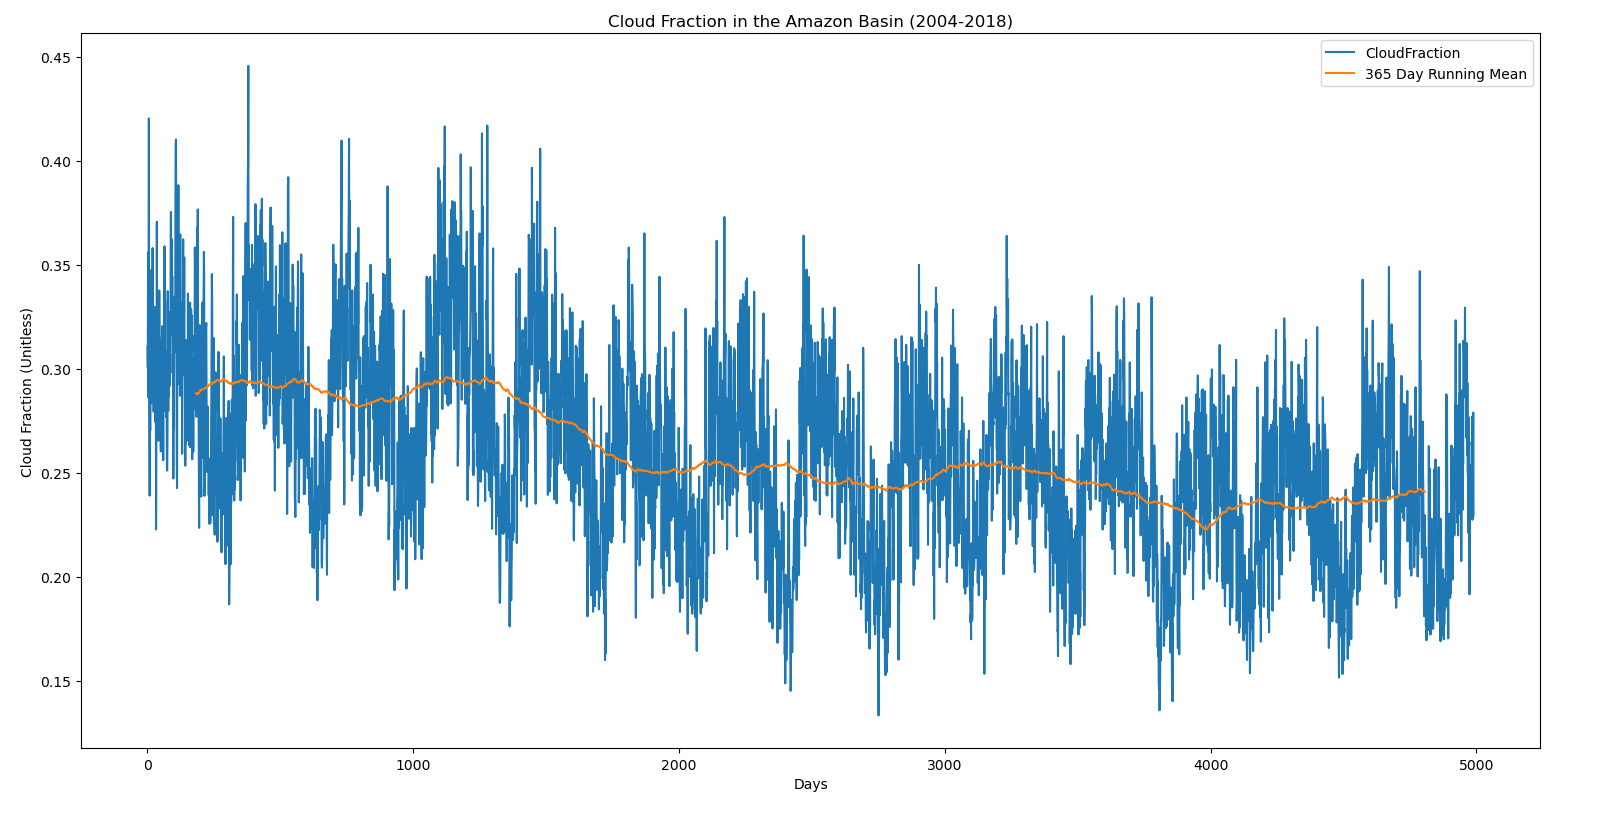 Cloud Fraction in the Amazon Basin (2004-2018)
CloudFraction
365 Day Running Mean
Cloud Fraction (Unitless)
0.45
0.40
0.35
0.30
0.25
0.20
0.15
0 1000 2000 3000 4000 5000
Days